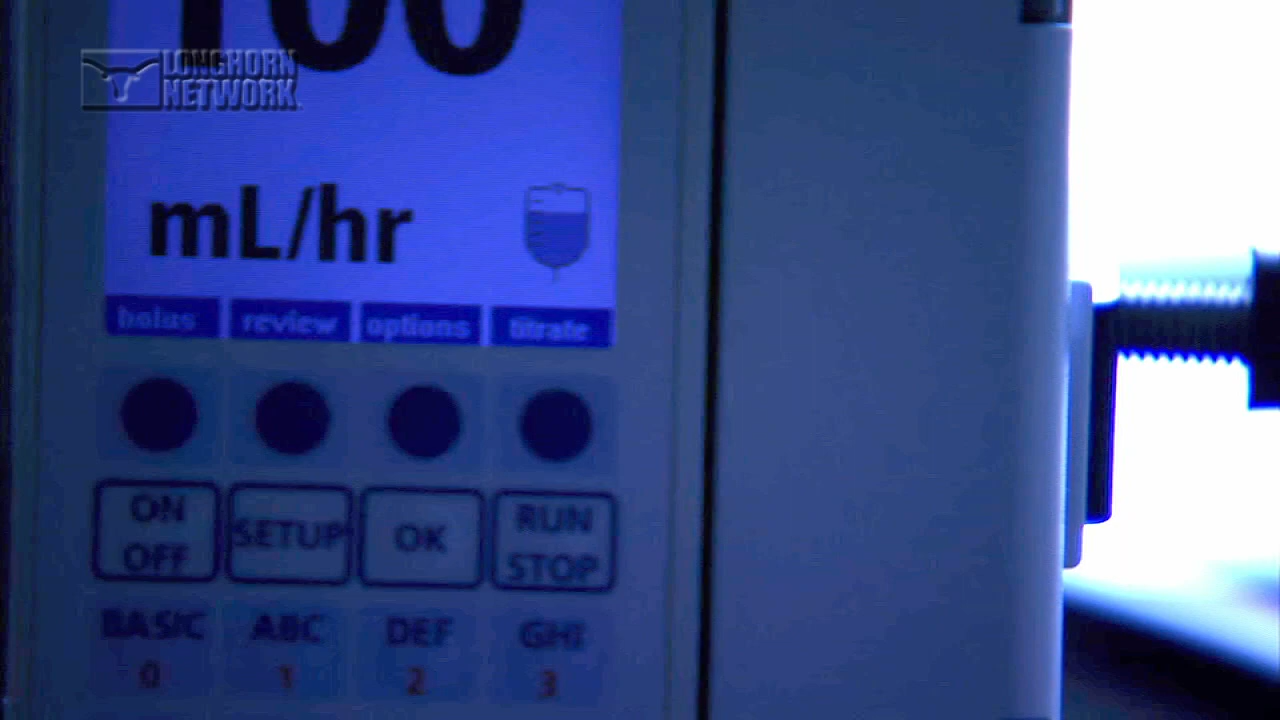 LONGHORN
NETWORK
100
mL/hr
bolus review options titrate
ON
OFF
SETUP
OK
RUN
STOP
BASIC ABC DEF GHI
0 1 2 3